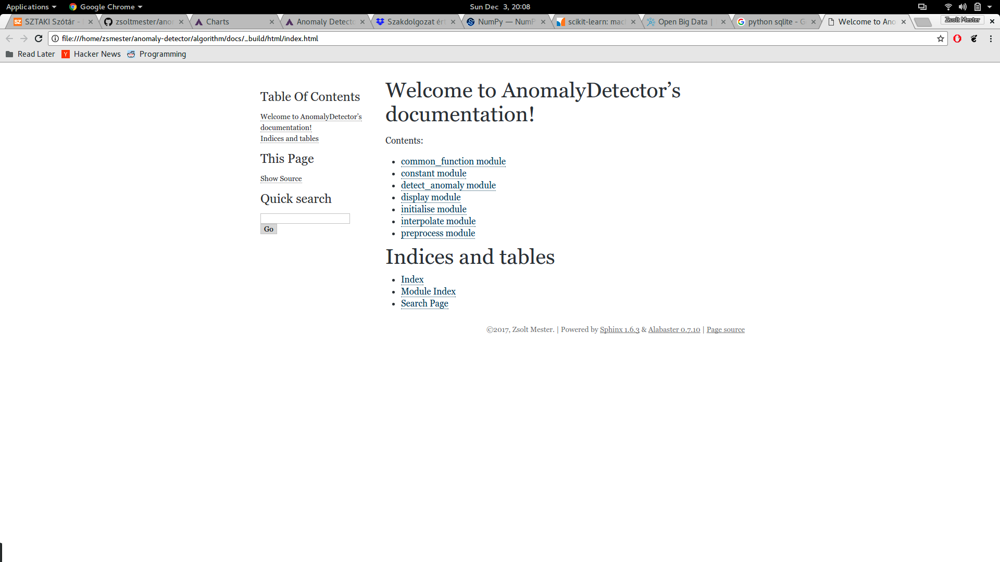 Applications
Google Chrome
Sun Dec 3, 20:08
SZTAKI Szótár -
zsoltmester/ano
Charts
Anomaly Detecto
Szakdolgozat ért
NumPy — NumP
scikit-learn: mac
Open Big Data |
python sqlite - G
Welcome to Ano
Zsolt Mester
file:///home/zsmester/anomaly-detector/algorithm/docs/_build/html/index.html
Read Later
Hacker News
Programming
Table Of Contents
Welcome to AnomalyDetector’s
documentation!
Indices and tables
This Page
Show Source
Quick search
Go
Welcome to AnomalyDetector’s
documentation!
Contents:
common_function module
constant module
detect_anomaly module
display module
initialise module
interpolate module
preprocess module
Indices and tables
Index
Module Index
Search Page
©2017, Zsolt Mester. | Powered by Sphinx 1.6.3 & Alabaster 0.7.10 | Page source